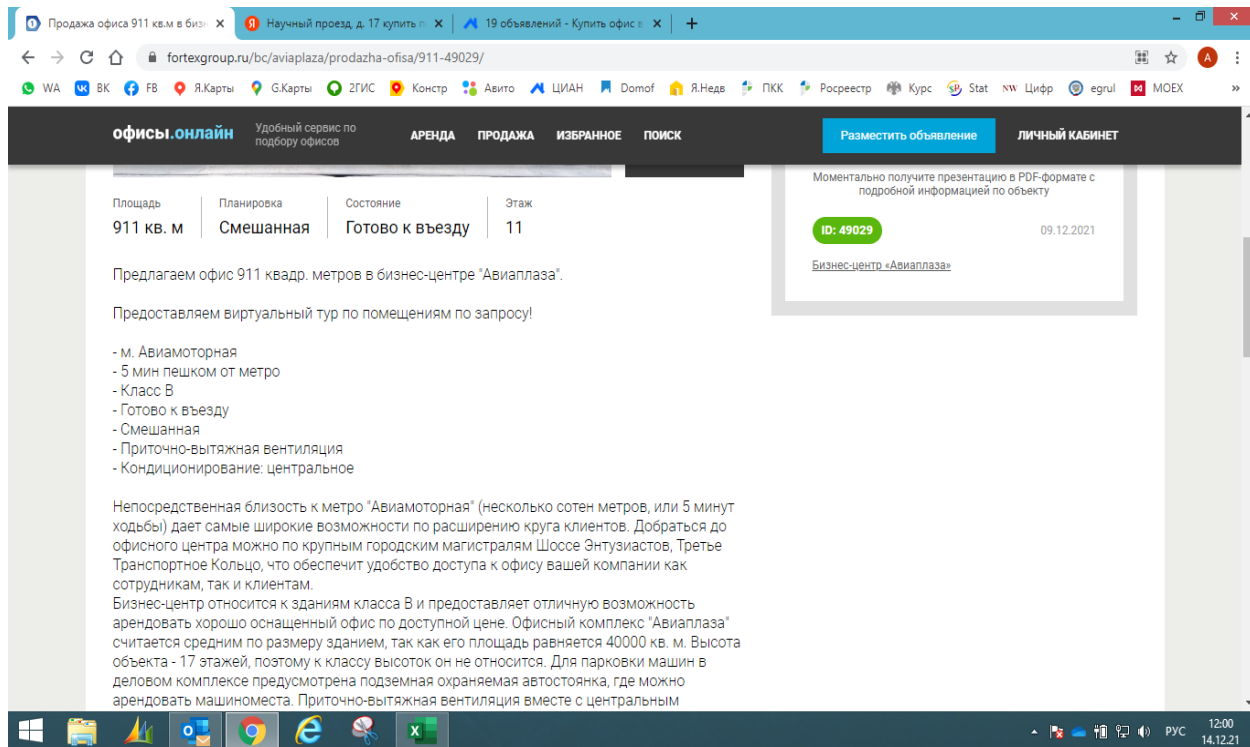 Продажа офиса 911 кв.м в бизн
Научный проезд, д. 17 купить п
19 объявлений - Купить офис в
fortexgroup.ru/bc/aviaplaza/prodazha-ofisa/911-49029/
A
WA ВК FB Я.Карты G.Карты 2ГИС Констр Авито ЦИАН Domof Я.Недв ПКК Росреестр Курс Stat Цифр egrul MOEX »
офисы.онлайн
Удобный сервис по
подбору офисов
АРЕНДА ПРОДАЖА ИЗБРАННОЕ ПОИСК
Разместить объявление
ЛИЧНЫЙ КАБИНЕТ
Моментально получите презентацию в PDF-формате с
подробной информацией по объекту
ID: 49029 09.12.2021
Бизнес-центр «Авиаплаза»
Площадь Планировка Состояние Этаж
911 кв. м Смешанная Готово к въезду 11
Предлагаем офис 911 квадр. метров в бизнес-центре "Авиаплаза".
Предоставляем виртуальный тур по помещениям по запросу!
- м. Авиамоторная
- 5 мин пешком от метро
- Класс B
- Готово к въезду
- Смешанная
- Приточно-вытяжная вентиляция
- Кондиционирование: центральное
Непосредственная близость к метро "Авиамоторная" (несколько сотен метров, или 5 минут
ходьбы) дает самые широкие возможности по расширению круга клиентов. Добраться до
офисного центра можно по крупным городским магистралям Шоссе Энтузиастов, Третье
Транспортное Кольцо, что обеспечит удобство доступа к офису вашей компании как
сотрудникам, так и клиентам.
Бизнес-центр относится к зданиям класса В и предоставляет отличную возможность
арендовать хорошо оснащенный офис по доступной цене. Офисный комплекс "Авиаплаза"
считается средним по размеру зданием, так как его площадь равняется 40000 кв. м. Высота
объекта - 17 этажей, поэтому к классу высоток он не относится. Для парковки машин в
деловом комплексе предусмотрена подземная охраняемая автостоянка, где можно
арендовать машиноместа. Приточно-вытяжная вентиляция вместе с центральным
РУС
12:00
14.12.21